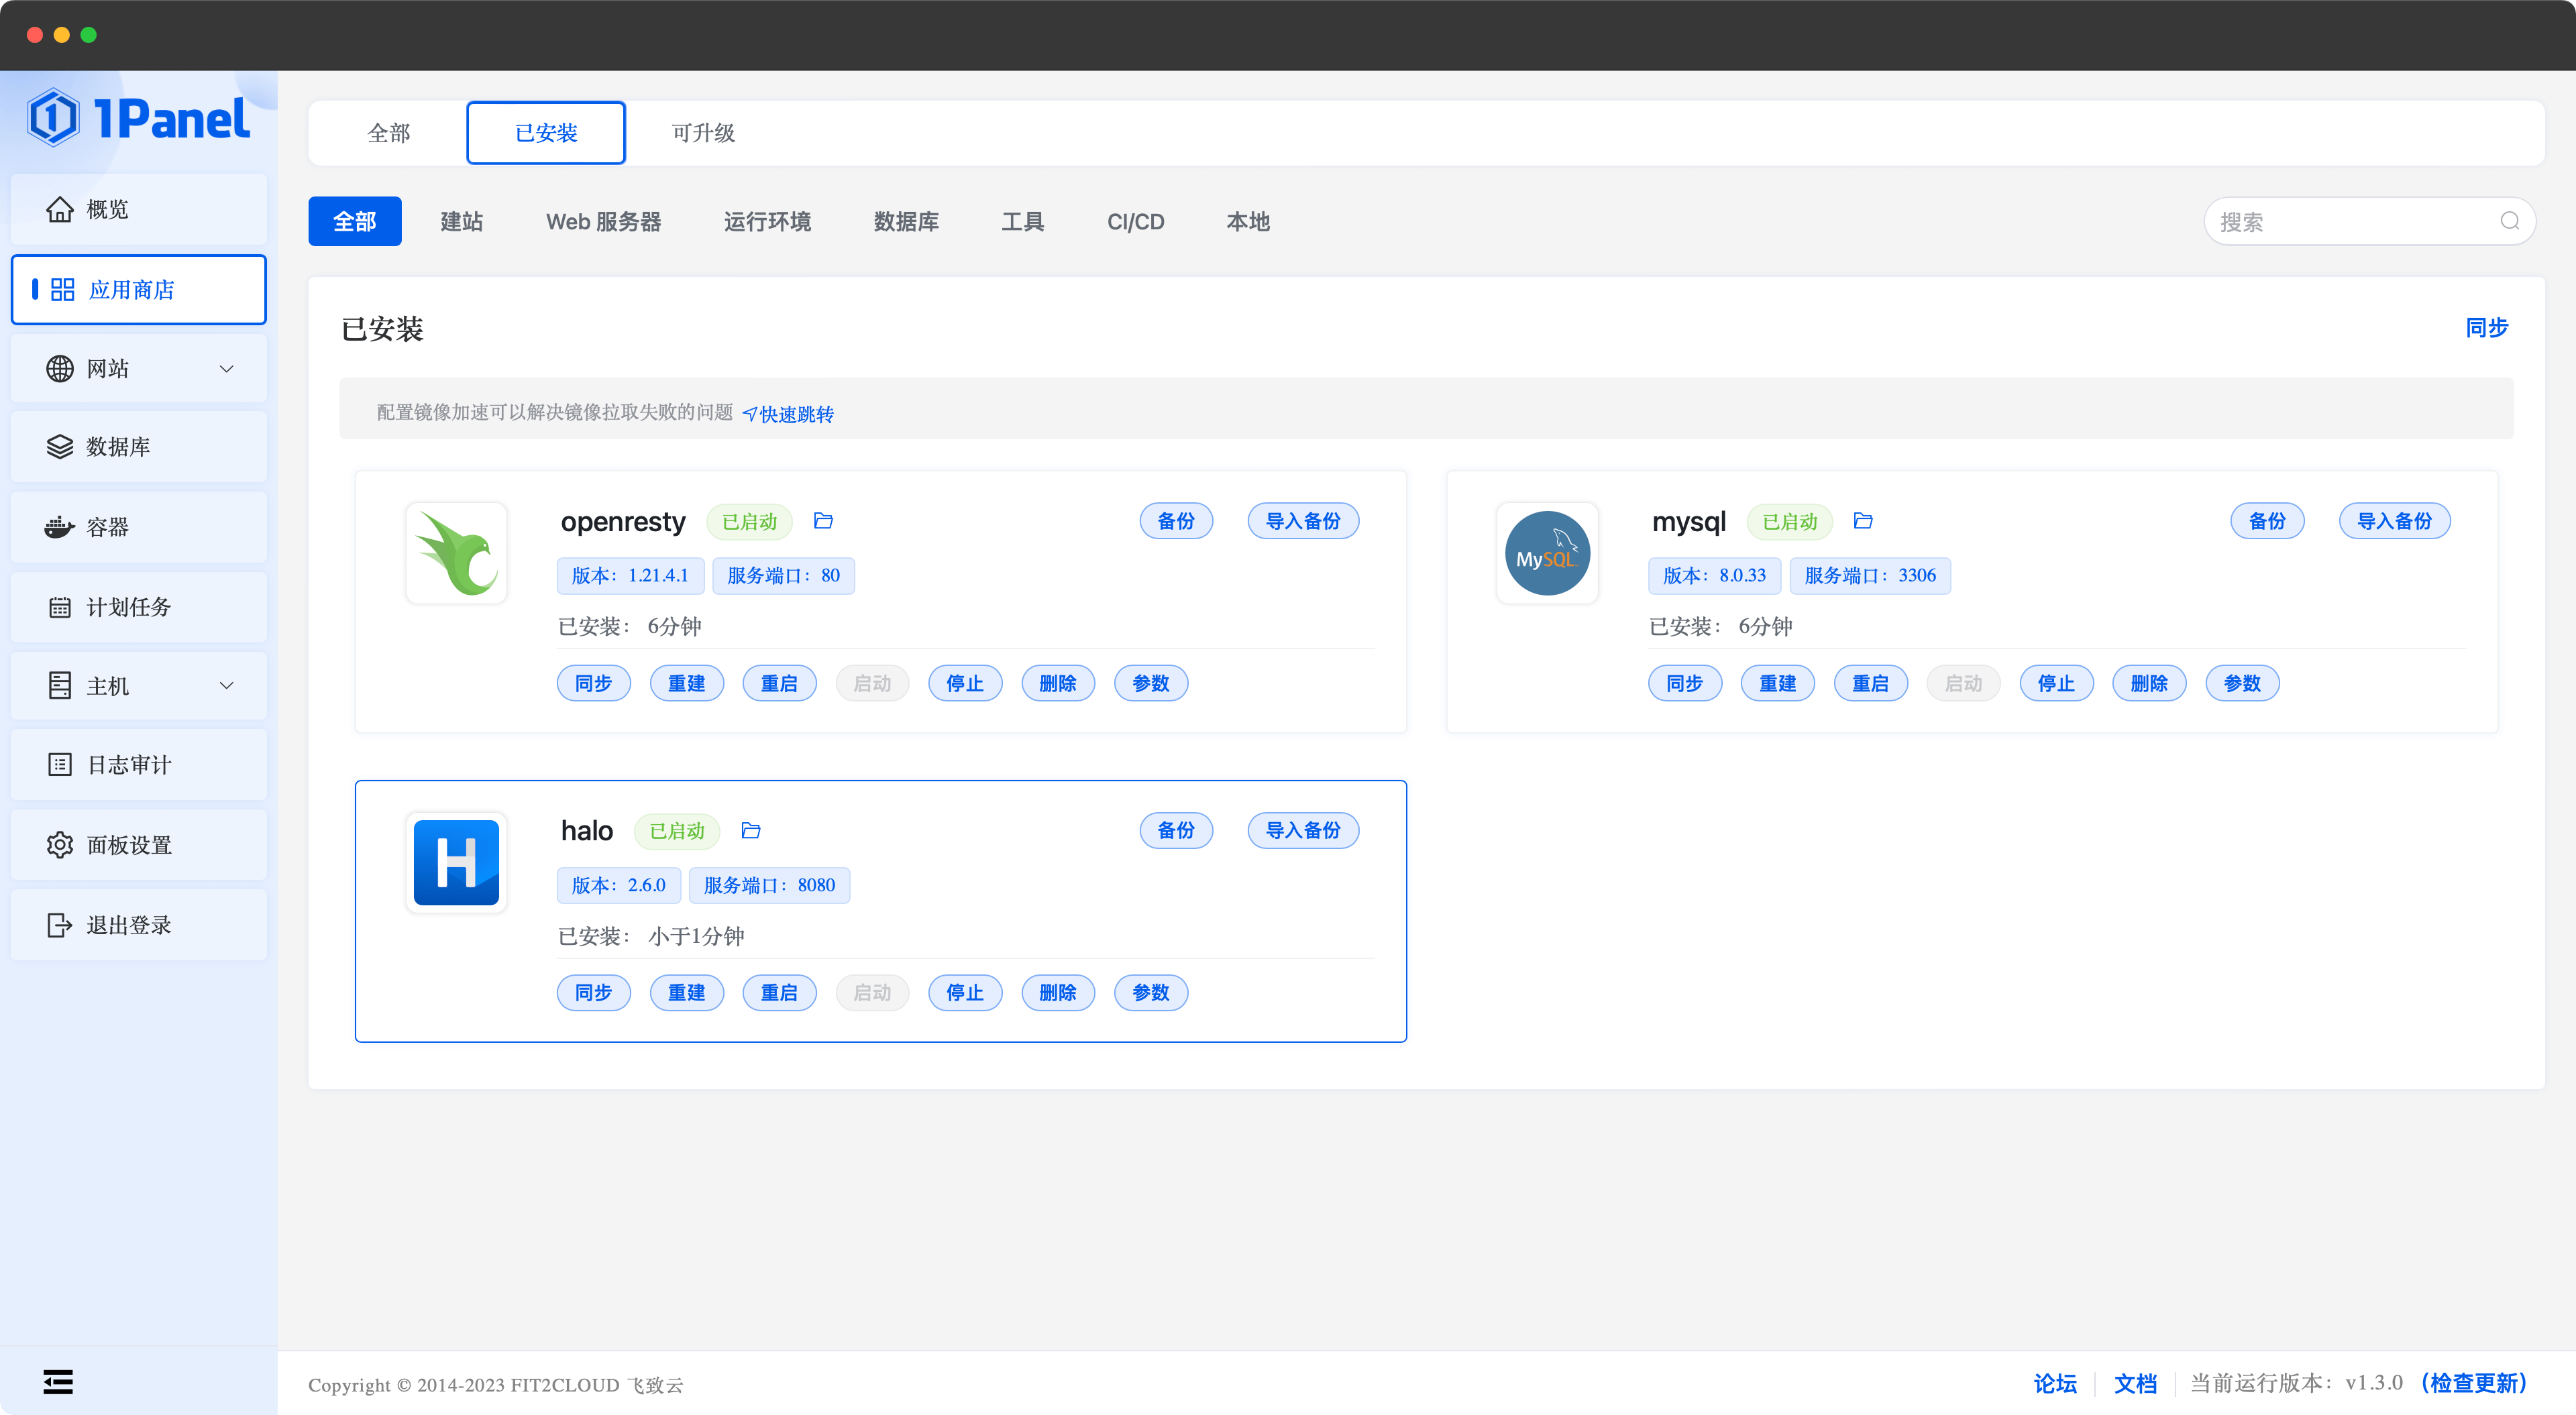 1Panel
概览
应用商店
网站
数据库
容器
计划任务
主机
日志审计
面板设置
退出登录
全部 已安装 可升级
全部 建站 Web 服务器 运行环境 数据库 工具 CI/CD 本地 搜索
已安装 同步
配置镜像加速可以解决镜像拉取失败的问题 快速跳转
openresty 已启动 备份 导入备份
版本：1.21.4.1 服务端口：80
已安装： 6分钟
同步 重建 重启 启动 停止 删除 参数
MySQL
mysql 已启动 备份 导入备份
版本：8.0.33 服务端口：3306
已安装： 6分钟
同步 重建 重启 启动 停止 删除 参数
H
halo 已启动 备份 导入备份
版本：2.6.0 服务端口：8080
已安装： 小于1分钟
同步 重建 重启 启动 停止 删除 参数
Copyright © 2014-2023 FIT2CLOUD 飞致云
论坛 文档 当前运行版本：v1.3.0 (检查更新)